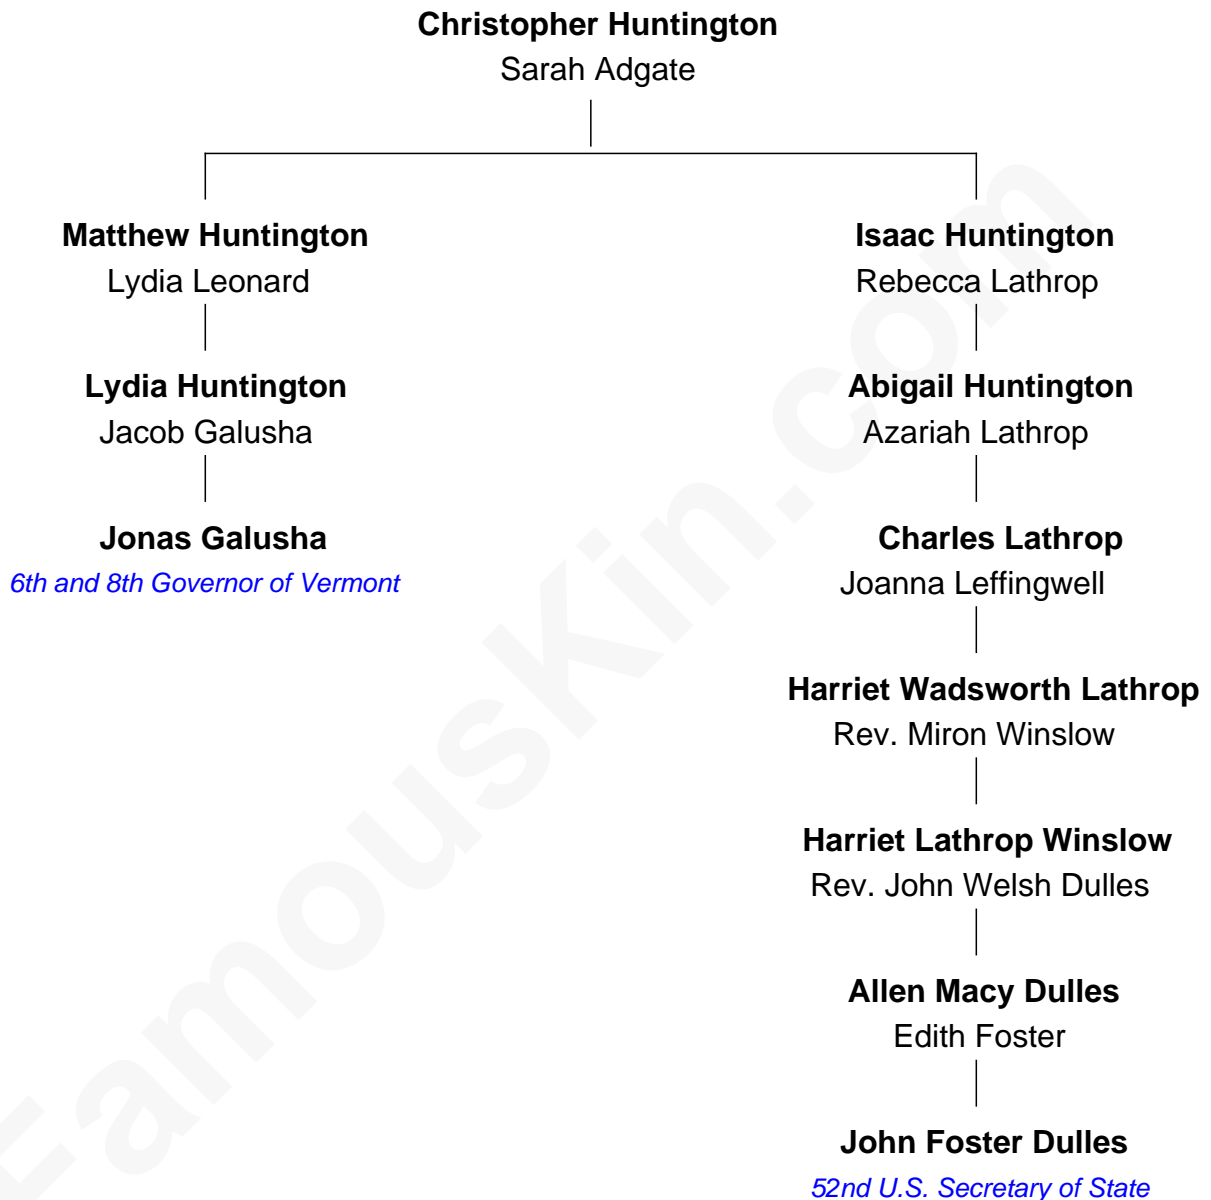 Christopher Huntington
Sarah Adgate
Matthew Huntington
Lydia Leonard
Isaac Huntington
Rebecca Lathrop
Lydia Huntington
Jacob Galusha
Abigail Huntington
Azariah Lathrop
Jonas Galusha
6th and 8th Governor of Vermont
Charles Lathrop
Joanna Leffingwell
Harriet Wadsworth Lathrop
Rev. Miron Winslow
Harriet Lathrop Winslow
Rev. John Welsh Dulles
Allen Macy Dulles
Edith Foster
John Foster Dulles
52nd U.S. Secretary of State
FamousKin.com